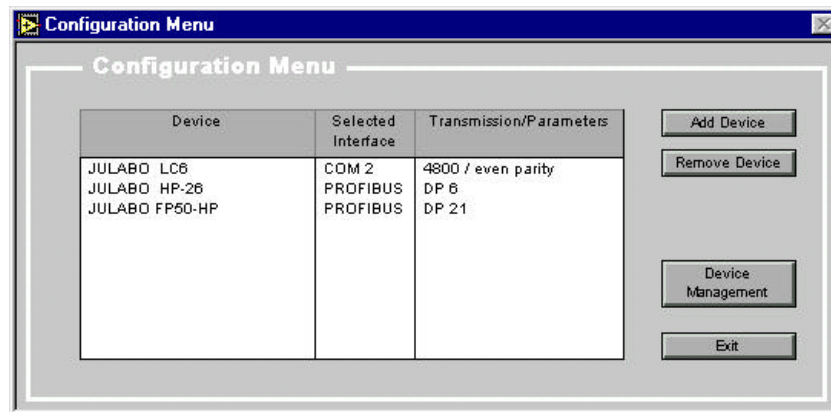 Configuration Menu
Configuration Menu
Device Selected Interface Transmission/Parameters
JULABO LC6 COM 2 4800 / even parity
JULABO HP-26 PROFIBUS DP 6
JULABO FP50-HP PROFIBUS DP 21
Add Device
Remove Device
Device
Management
Exit